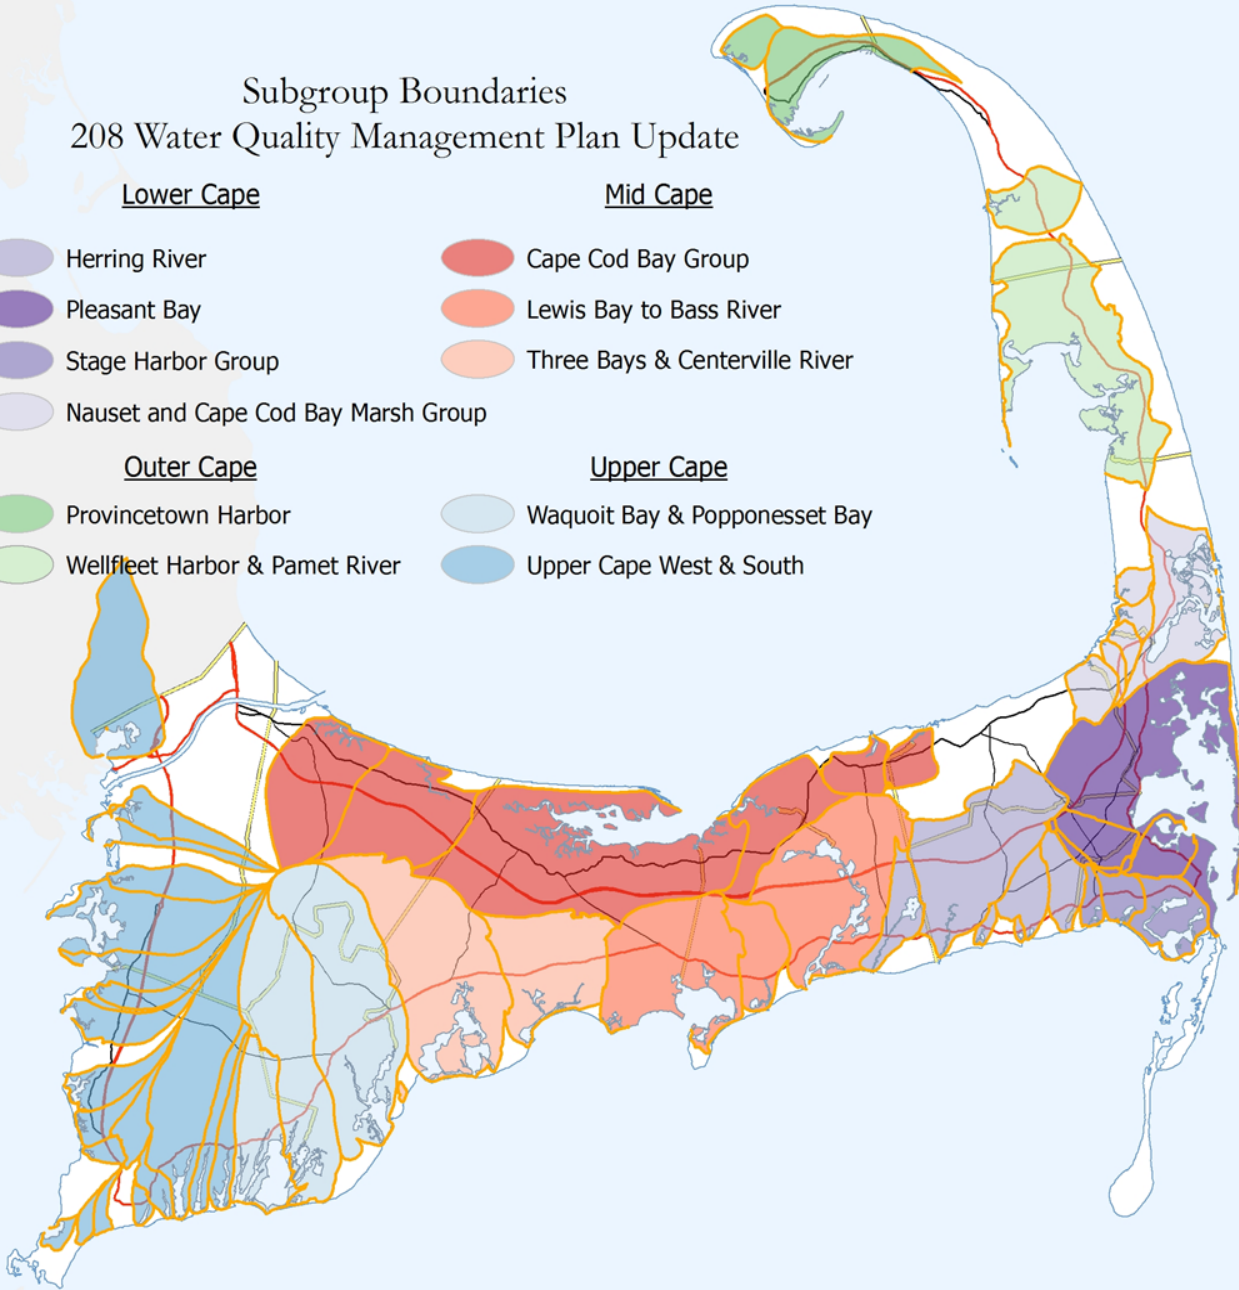 Subgroup Boundaries
208 Water Quality Management Plan Update
Lower Cape
Herring River
Pleasant Bay
Stage Harbor Group
Nauset and Cape Cod Bay Marsh Group
Mid Cape
Cape Cod Bay Group
Lewis Bay to Bass River
Three Bays & Centerville River
Outer Cape
Provincetown Harbor
Wellfleet Harbor & Pamet River
Upper Cape
Waquoit Bay & Popponesset Bay
Upper Cape West & South